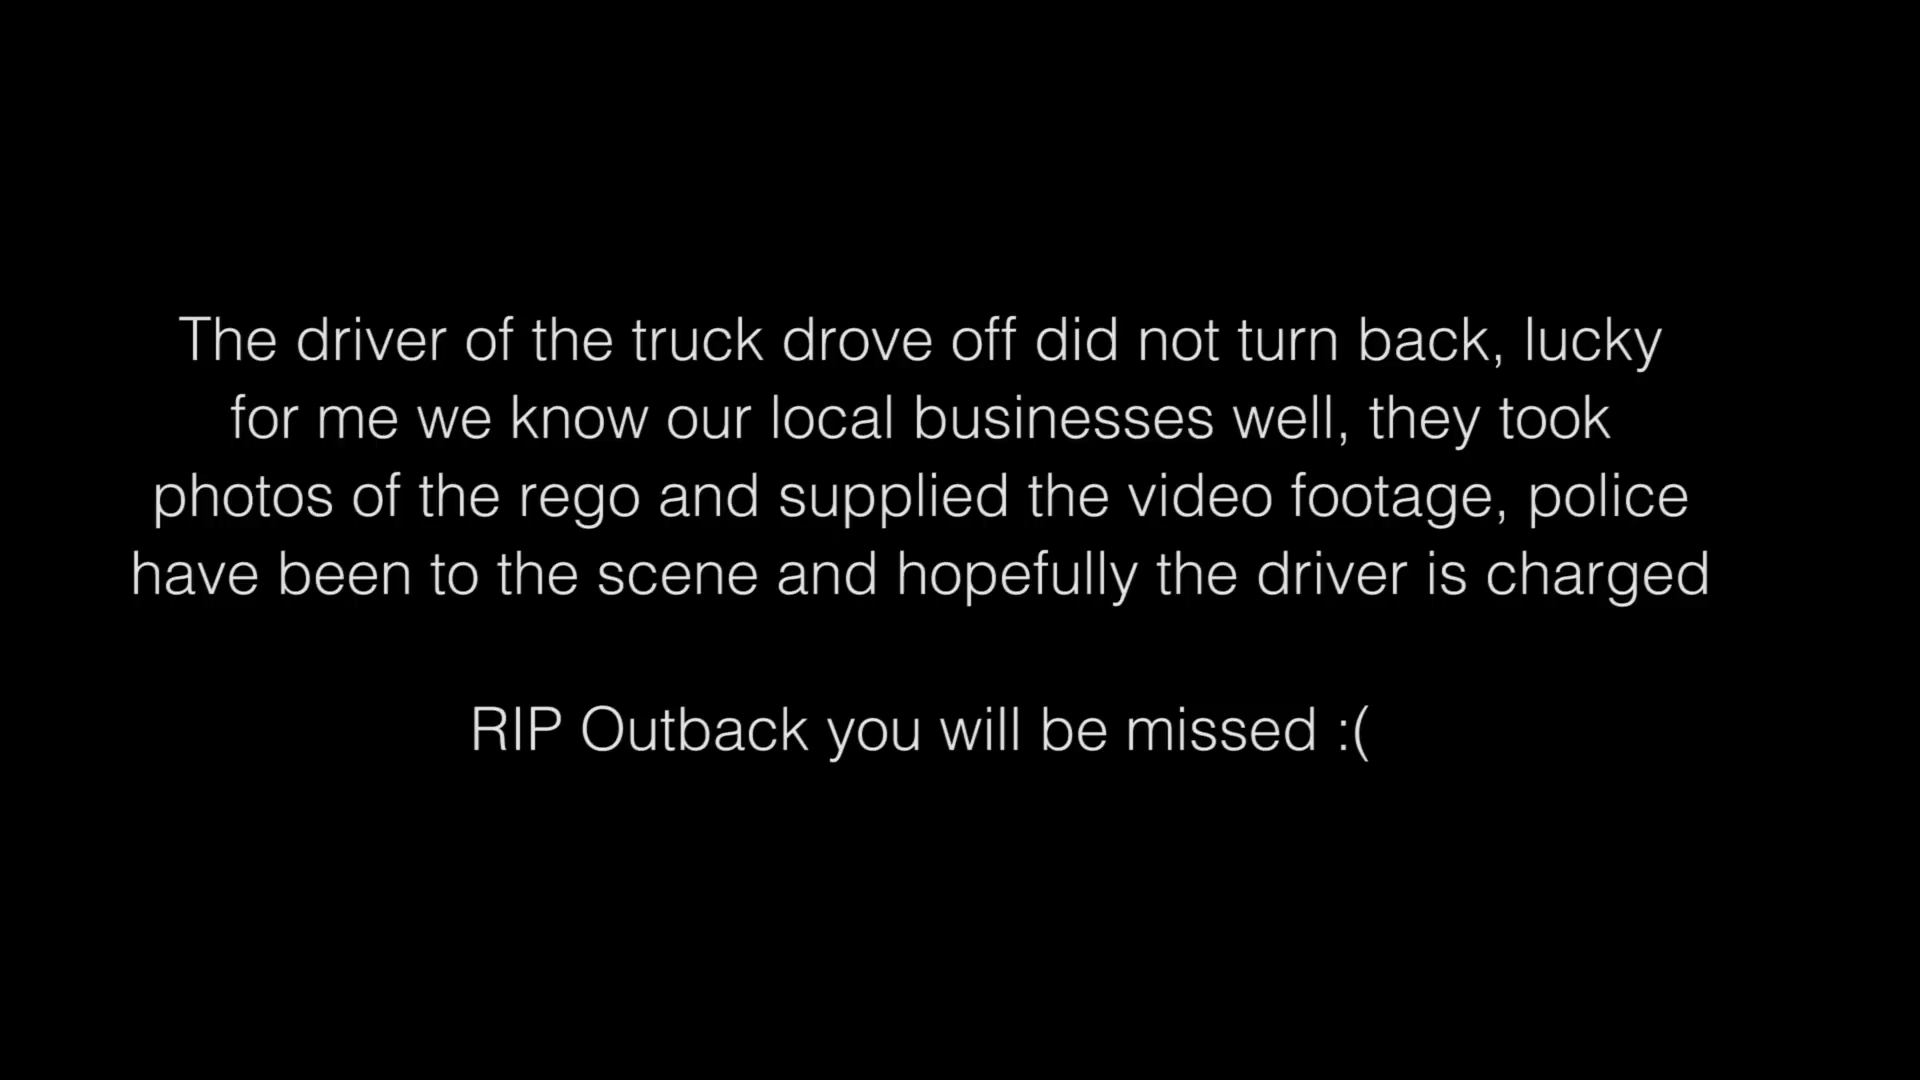 The driver of the truck drove off did not turn back, lucky
for me we know our local businesses well, they took
photos of the rego and supplied the video footage, police
have been to the scene and hopefully the driver is charged
RIP Outback you will be missed :(